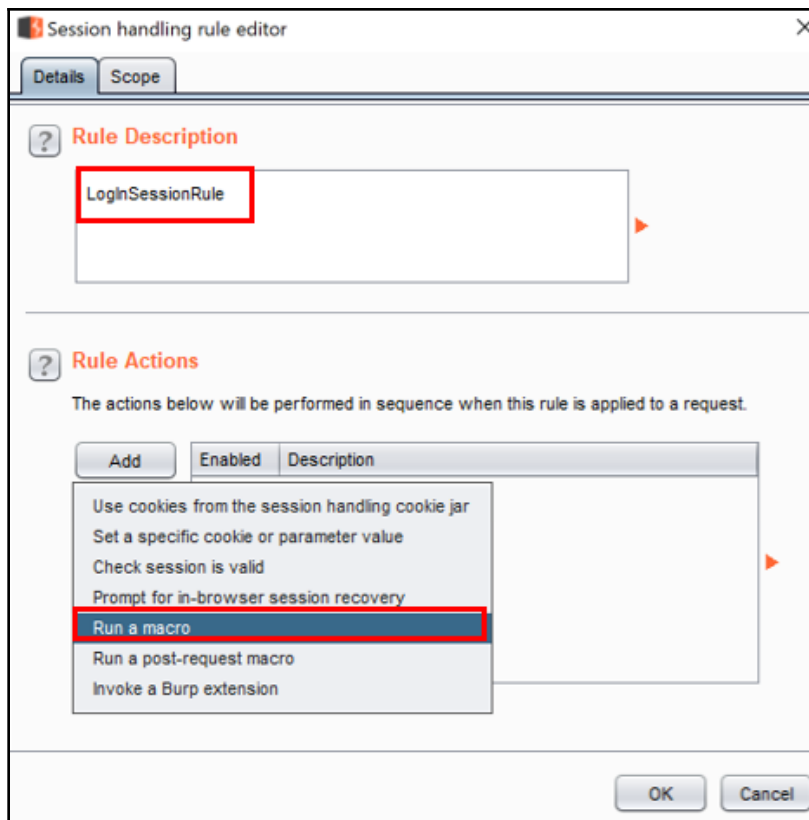 Session handling rule editor
Details Scope
? Rule Description
LogInSessionRule
? Rule Actions
The actions below will be performed in sequence when this rule is applied to a request.
Add Enabled Description
Use cookies from the session handling cookie jar
Set a specific cookie or parameter value
Check session is valid
Prompt for in-browser session recovery
Run a macro
Run a post-request macro
Invoke a Burp extension
OK Cancel